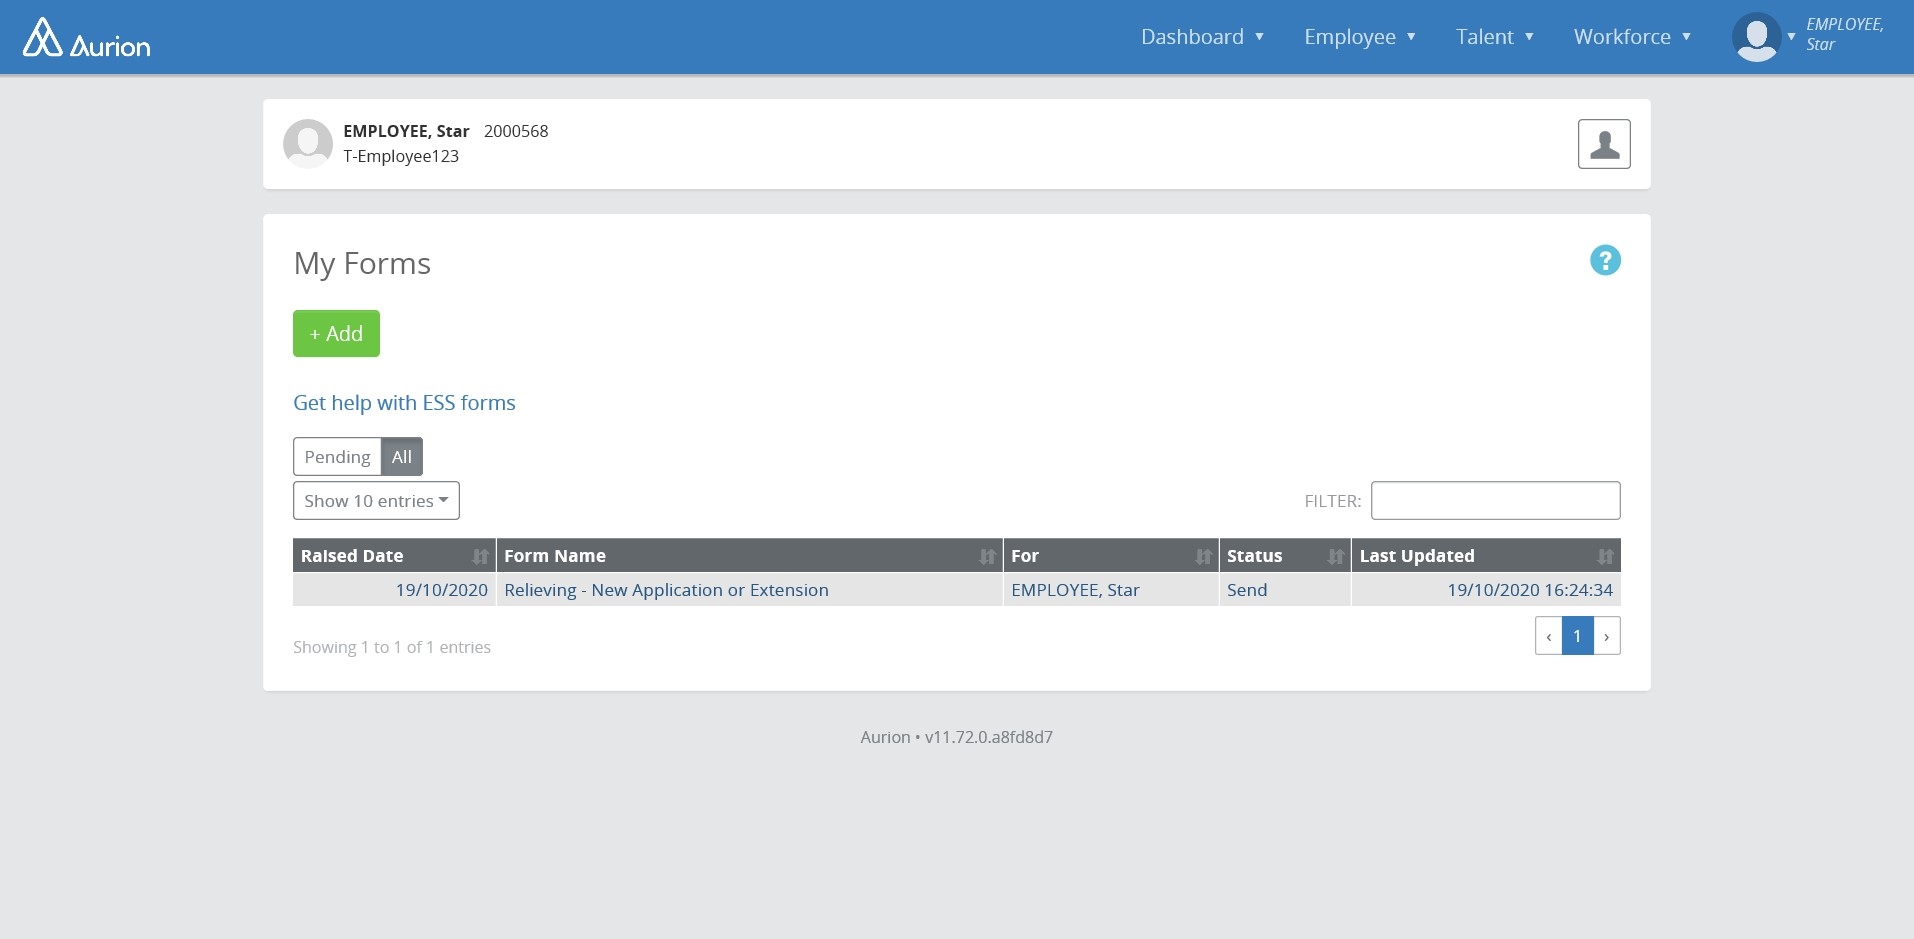 Aurion
Dashboard ▼ Employee ▼ Talent ▼ Workforce ▼ ▼ EMPLOYEE,
Star
EMPLOYEE, Star 2000568
T-Employee123
My Forms
?
+ Add
Get help with ESS forms
Pending All
Show 10 entries
FILTER:
Raised Date Form Name For Status Last Updated
19/10/2020 Relieving - New Application or Extension EMPLOYEE, Star Send 19/10/2020 16:24:34
‹ 1 ›
Showing 1 to 1 of 1 entries
Aurion • v11.72.0.a8fd8d7